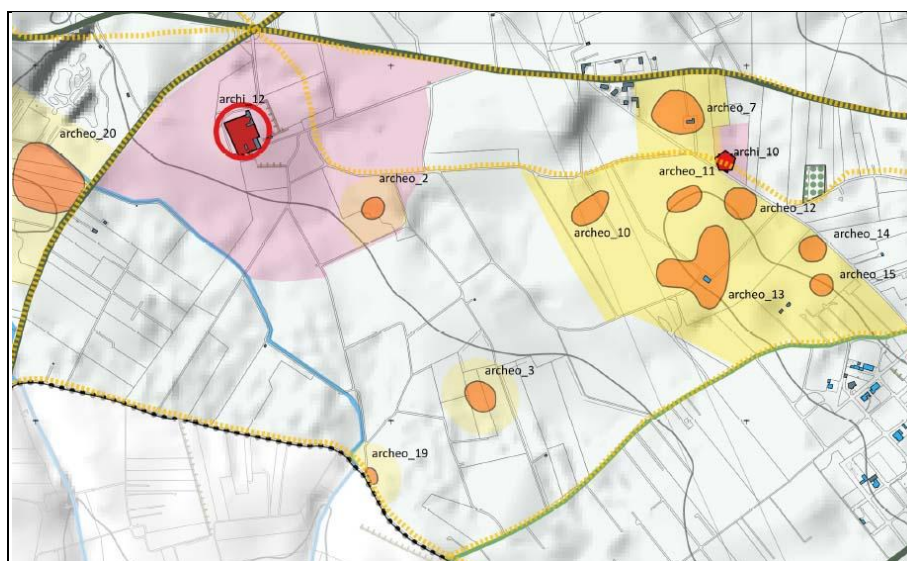 archi_12
archeo_20
archeo_7
archi_10
archeo_2
archeo_11
archeo_12
archeo_10
archeo_14
archeo_15
archeo_13
archeo_3
archeo_19